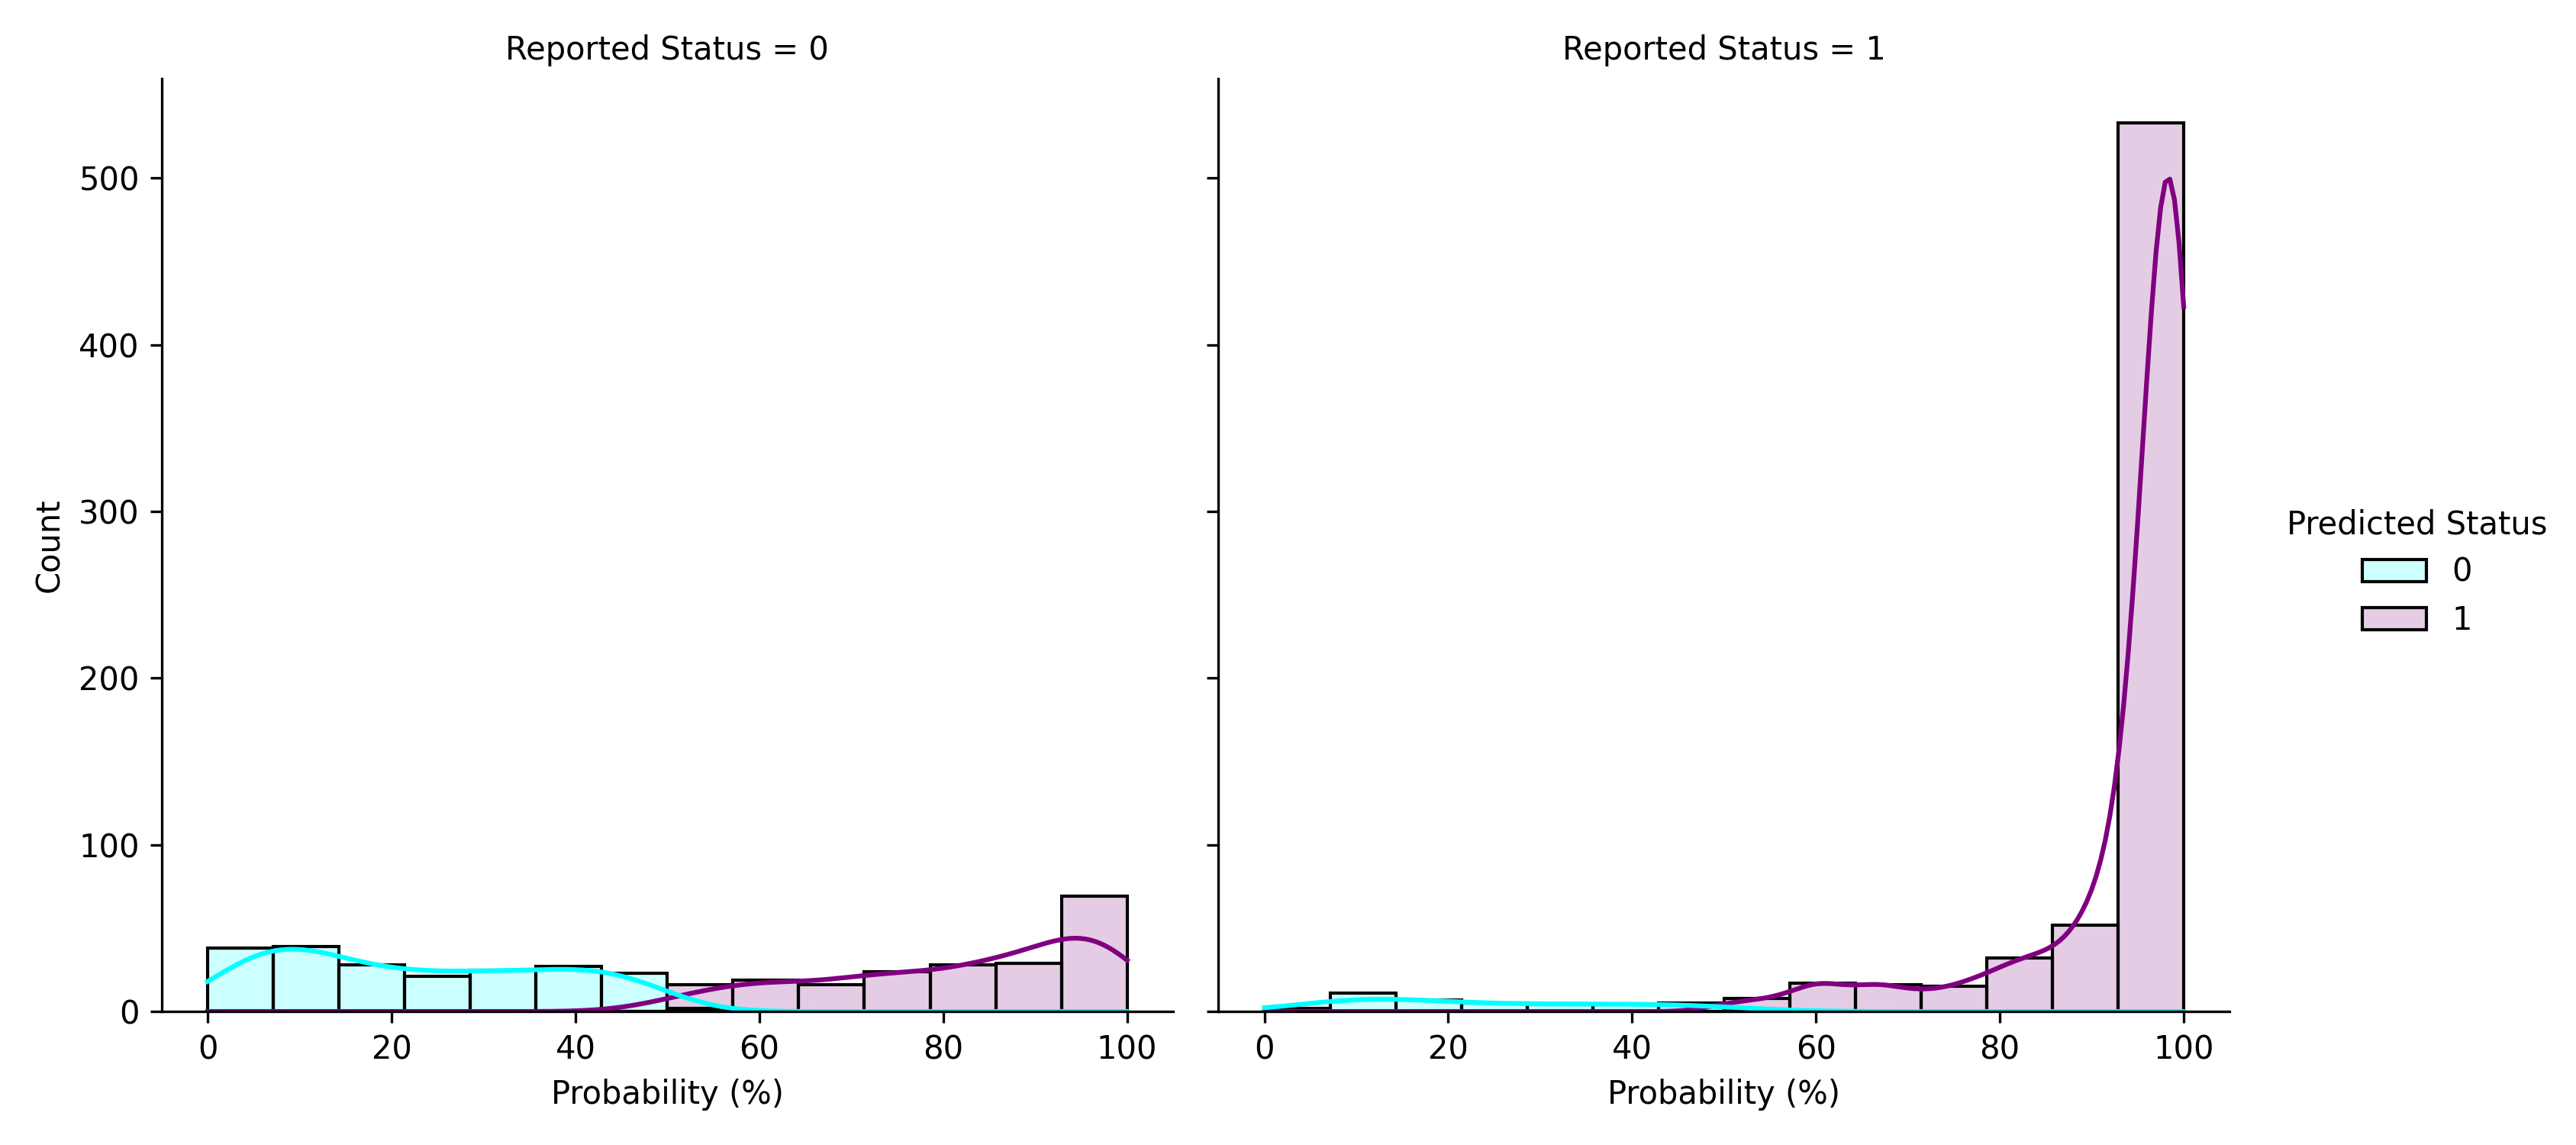 Reported Status = 0
Reported Status = 1
500
400
300
200
100
0
Count
0 20 40 60 80 100
0 20 40 60 80 100
Probability (%)
Probability (%)
Predicted Status
0
1